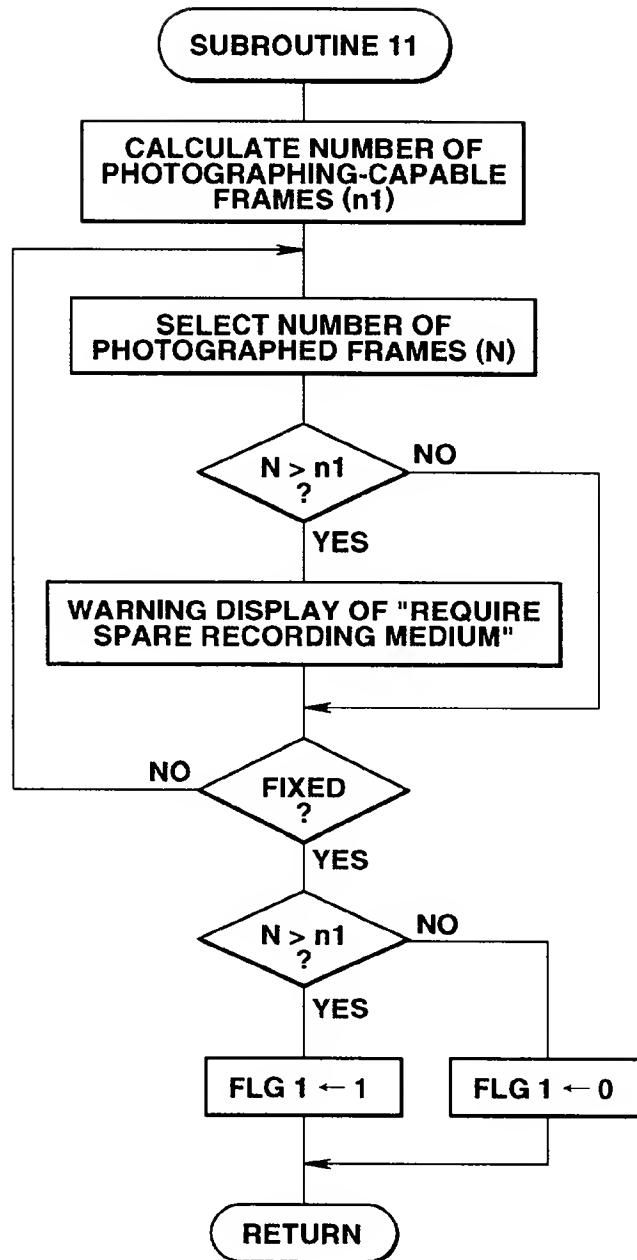 SUBROUTINE 11
CALCULATE NUMBER OF
PHOTOGRAPHING-CAPABLE
FRAMES (n1)
SELECT NUMBER OF
PHOTOGRAPHED FRAMES (N)
N > n1
?
NO
YES
WARNING DISPLAY OF "REQUIRE
SPARE RECORDING MEDIUM"
NO
FIXED
?
YES
N > n1
?
NO
YES
FLG 1 ← 1
FLG 1 ← 0
RETURN